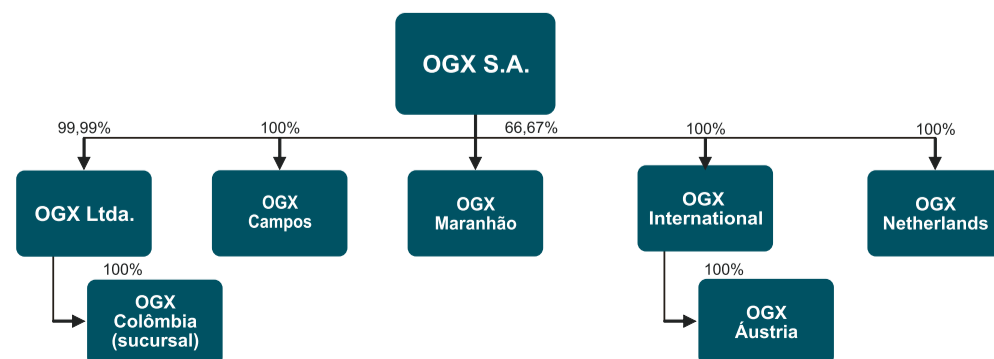 OGX S.A.
99,99%
100%
66,67%
100%
100%
OGX Ltda.
OGX
Campos
OGX
Maranhão
OGX
International
OGX
Netherlands
100%
OGX
Colômbia
(sucursal)
100%
OGX
Áustria